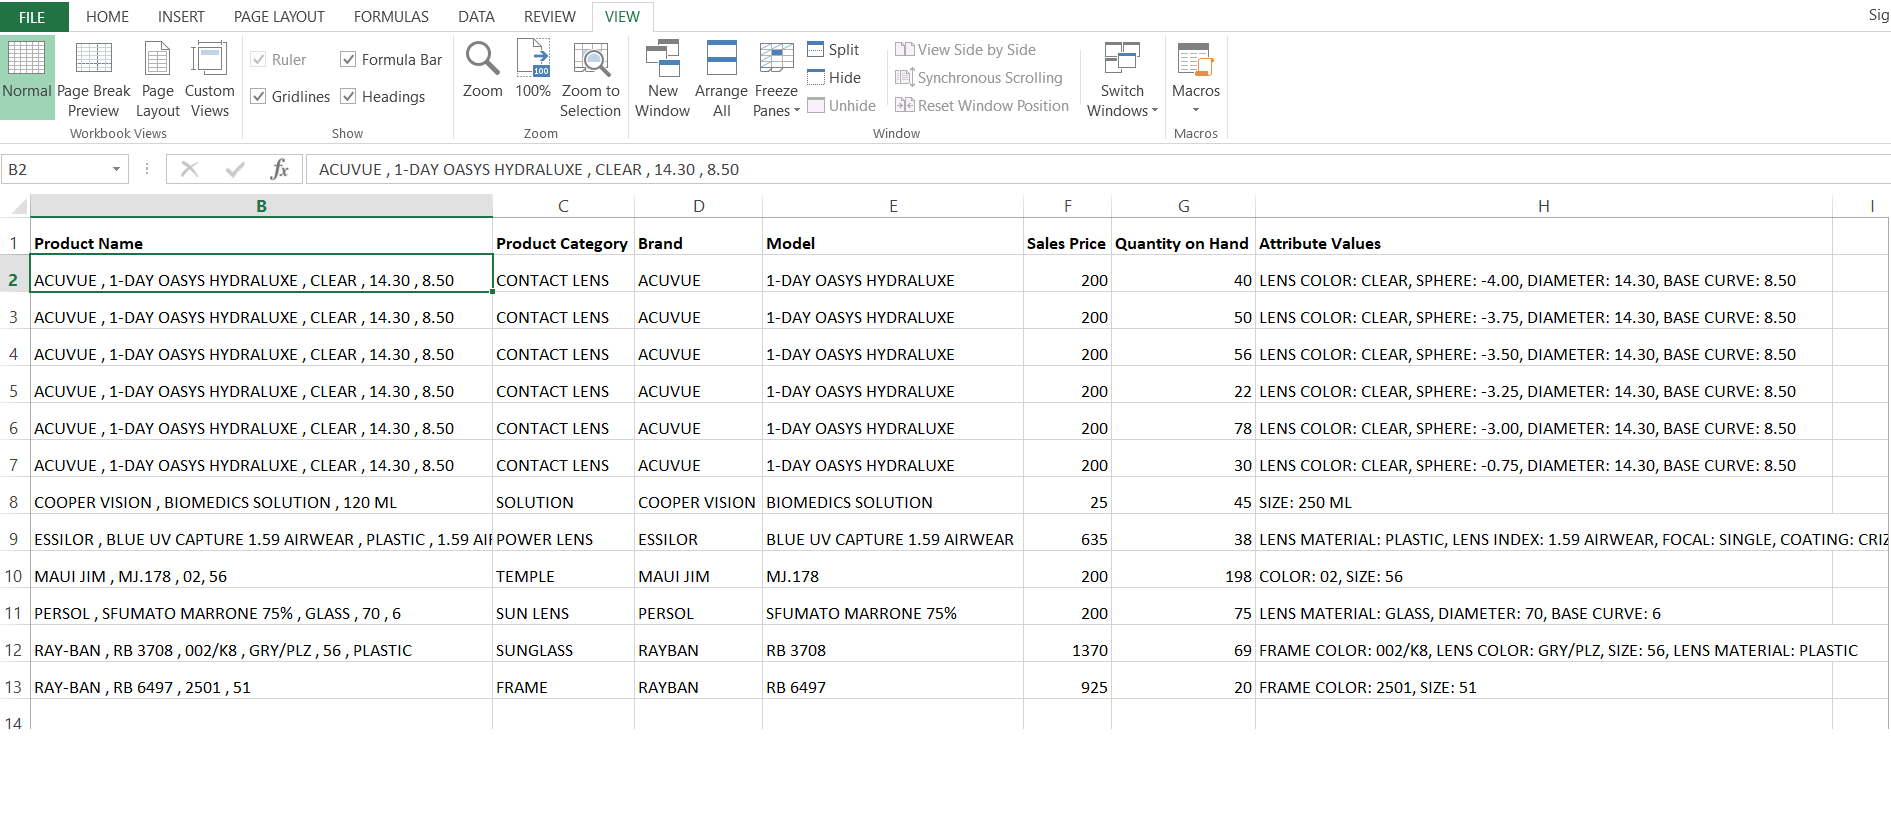 FILE HOME INSERT PAGE LAYOUT FORMULAS DATA REVIEW VIEW Sig
Normal Page Break Preview Page Layout Custom Views
Workbook Views
Ruler Formula Bar
Gridlines Headings
Show
Zoom 100% Zoom to Selection
100
Zoom
New Window Arrange All Freeze Panes
Split
Hide
Unhide
View Side by Side
Synchronous Scrolling
Reset Window Position
Window
Switch Windows
Macros
Macros
B2 fx ACUVUE , 1-DAY OASYS HYDRALUXE , CLEAR , 14.30 , 8.50
B C D E F G H I
1 Product Name Product Category Brand Model Sales Price Quantity on Hand Attribute Values
2 ACUVUE , 1-DAY OASYS HYDRALUXE , CLEAR , 14.30 , 8.50 CONTACT LENS ACUVUE 1-DAY OASYS HYDRALUXE 200 40 LENS COLOR: CLEAR, SPHERE: -4.00, DIAMETER: 14.30, BASE CURVE: 8.50
3 ACUVUE , 1-DAY OASYS HYDRALUXE , CLEAR , 14.30 , 8.50 CONTACT LENS ACUVUE 1-DAY OASYS HYDRALUXE 200 50 LENS COLOR: CLEAR, SPHERE: -3.75, DIAMETER: 14.30, BASE CURVE: 8.50
4 ACUVUE , 1-DAY OASYS HYDRALUXE , CLEAR , 14.30 , 8.50 CONTACT LENS ACUVUE 1-DAY OASYS HYDRALUXE 200 56 LENS COLOR: CLEAR, SPHERE: -3.50, DIAMETER: 14.30, BASE CURVE: 8.50
5 ACUVUE , 1-DAY OASYS HYDRALUXE , CLEAR , 14.30 , 8.50 CONTACT LENS ACUVUE 1-DAY OASYS HYDRALUXE 200 22 LENS COLOR: CLEAR, SPHERE: -3.25, DIAMETER: 14.30, BASE CURVE: 8.50
6 ACUVUE , 1-DAY OASYS HYDRALUXE , CLEAR , 14.30 , 8.50 CONTACT LENS ACUVUE 1-DAY OASYS HYDRALUXE 200 78 LENS COLOR: CLEAR, SPHERE: -3.00, DIAMETER: 14.30, BASE CURVE: 8.50
7 ACUVUE , 1-DAY OASYS HYDRALUXE , CLEAR , 14.30 , 8.50 CONTACT LENS ACUVUE 1-DAY OASYS HYDRALUXE 200 30 LENS COLOR: CLEAR, SPHERE: -0.75, DIAMETER: 14.30, BASE CURVE: 8.50
8 COOPER VISION , BIOMEDICS SOLUTION , 120 ML SOLUTION COOPER VISION BIOMEDICS SOLUTION 25 45 SIZE: 250 ML
9 ESSILOR , BLUE UV CAPTURE 1.59 AIRWEAR , PLASTIC , 1.59 AIR POWER LENS ESSILOR BLUE UV CAPTURE 1.59 AIRWEAR 635 38 LENS MATERIAL: PLASTIC, LENS INDEX: 1.59 AIRWEAR, FOCAL: SINGLE, COATING: CRIZ
10 MAUI JIM , MJ.178 , 02, 56 TEMPLE MAUI JIM MJ.178 200 198 COLOR: 02, SIZE: 56
11 PERSOL , SFUMATO MARRONE 75% , GLASS , 70 , 6 SUN LENS PERSOL SFUMATO MARRONE 75% 200 75 LENS MATERIAL: GLASS, DIAMETER: 70, BASE CURVE: 6
12 RAY-BAN , RB 3708 , 002/K8 , GRY/PLZ , 56 , PLASTIC SUNGLASS RAYBAN RB 3708 1370 69 FRAME COLOR: 002/K8, LENS COLOR: GRY/PLZ, SIZE: 56, LENS MATERIAL: PLASTIC
13 RAY-BAN , RB 6497 , 2501 , 51 FRAME RAYBAN RB 6497 925 20 FRAME COLOR: 2501, SIZE: 51
14